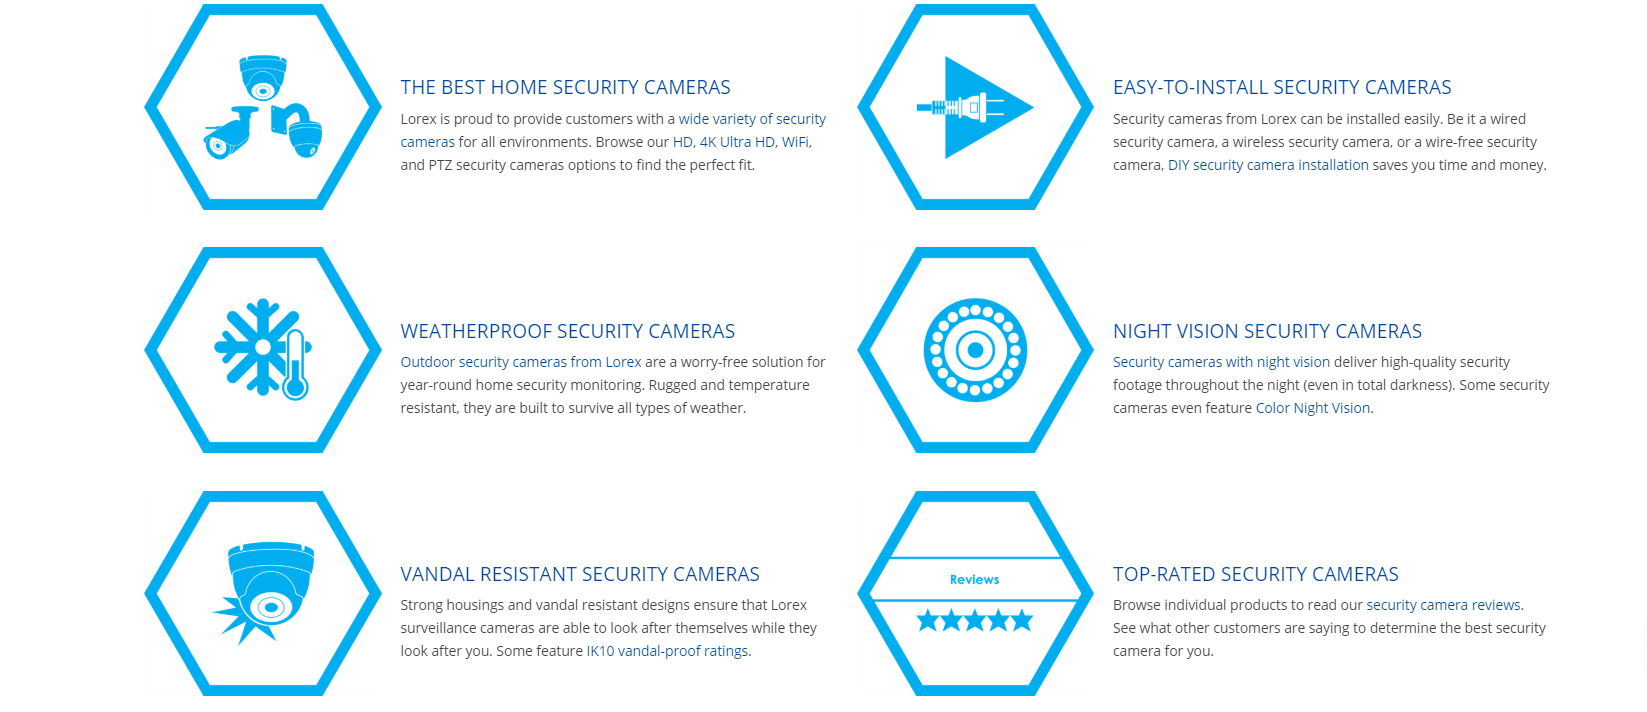 THE BEST HOME SECURITY CAMERAS
Lorex is proud to provide customers with a wide variety of security
cameras for all environments. Browse our HD, 4K Ultra HD, WiFi,
and PTZ security cameras options to find the perfect fit.
EASY-TO-INSTALL SECURITY CAMERAS
Security cameras from Lorex can be installed easily. Be it a wired
security camera, a wireless security camera, or a wire-free security
camera, DIY security camera installation saves you time and money.
WEATHERPROOF SECURITY CAMERAS
Outdoor security cameras from Lorex are a worry-free solution for
year-round home security monitoring. Rugged and temperature
resistant, they are built to survive all types of weather.
NIGHT VISION SECURITY CAMERAS
Security cameras with night vision deliver high-quality security
footage throughout the night (even in total darkness). Some security
cameras even feature Color Night Vision.
VANDAL RESISTANT SECURITY CAMERAS
Strong housings and vandal resistant designs ensure that Lorex
surveillance cameras are able to look after themselves while they
look after you. Some feature IK10 vandal-proof ratings.
Reviews
TOP-RATED SECURITY CAMERAS
Browse individual products to read our security camera reviews.
See what other customers are saying to determine the best security
camera for you.